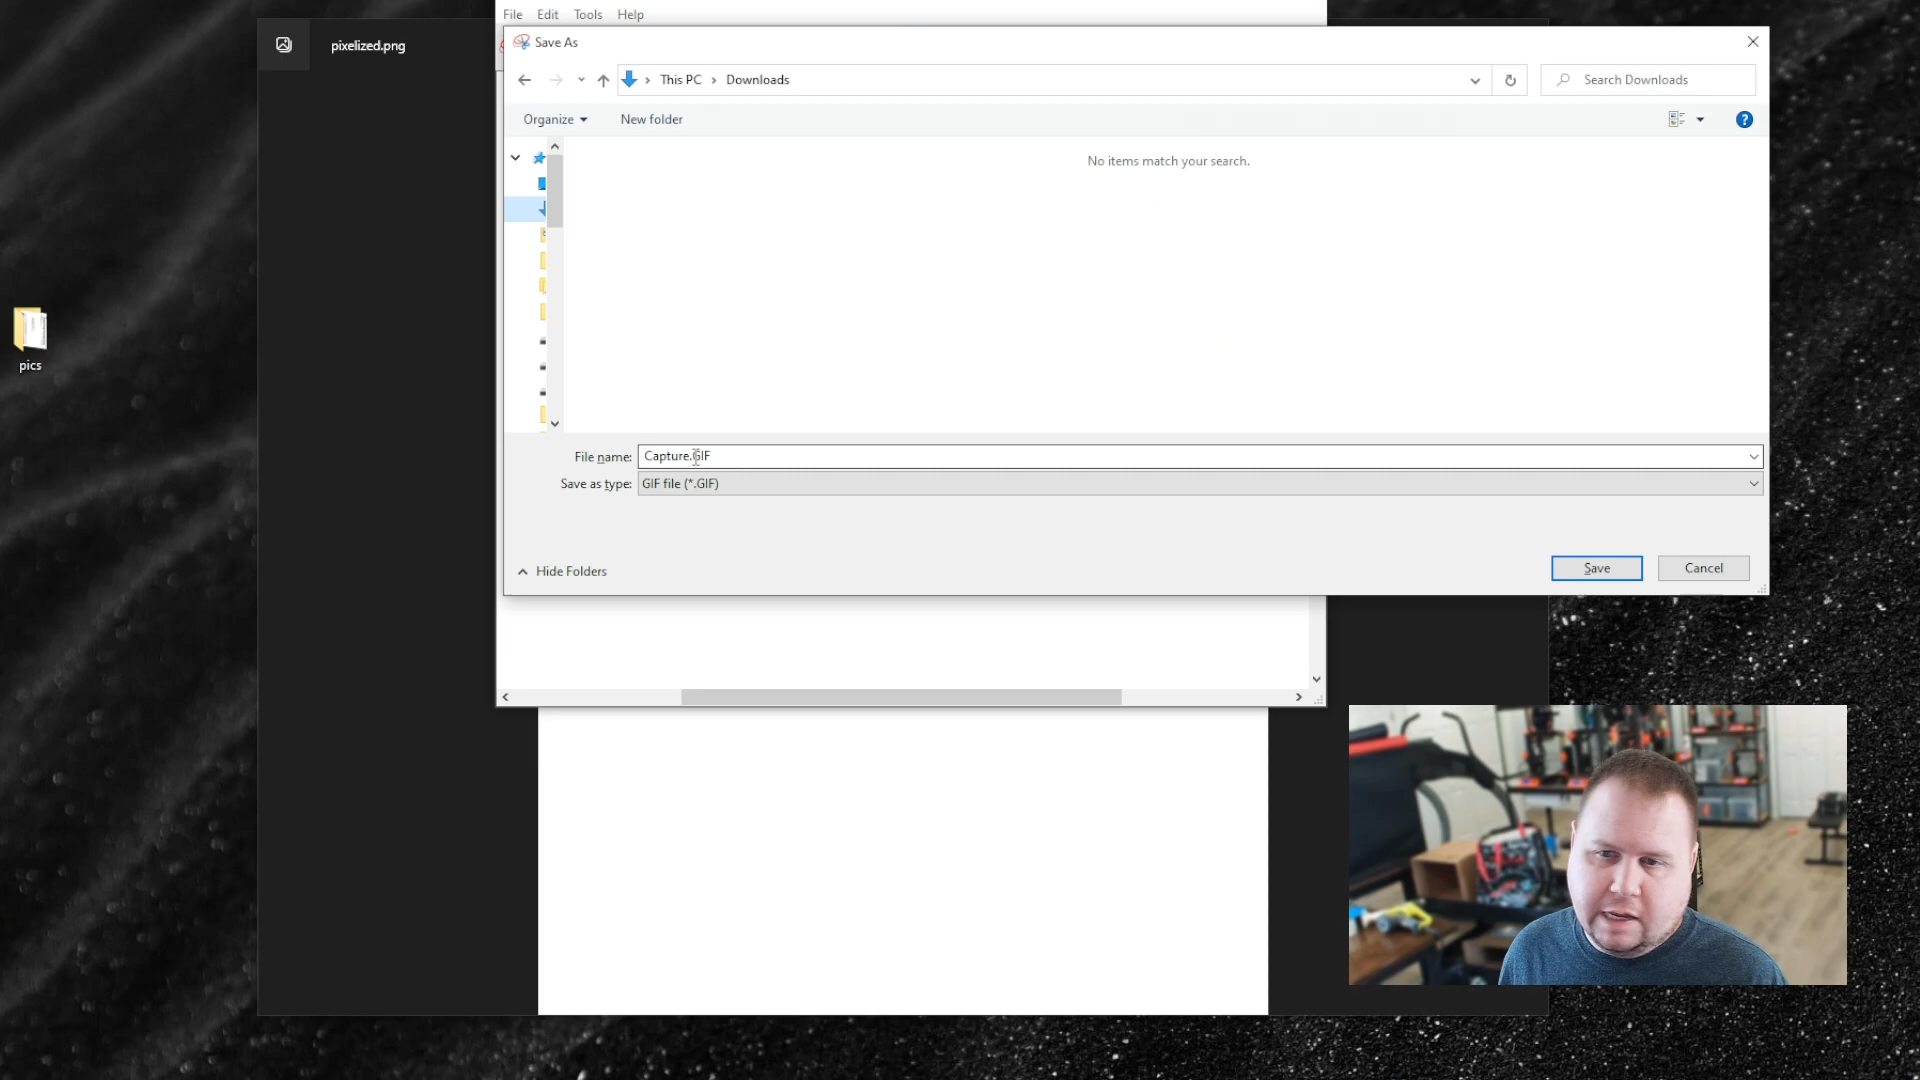 File Edit Tools Help
pixelized.png
Save As
This PC > Downloads
Search Downloads
Organize
New folder
?
No items match your search.
pics
File name: Capture.GIF
Save as type: GIF file (*.GIF)
Hide Folders
Save
Cancel